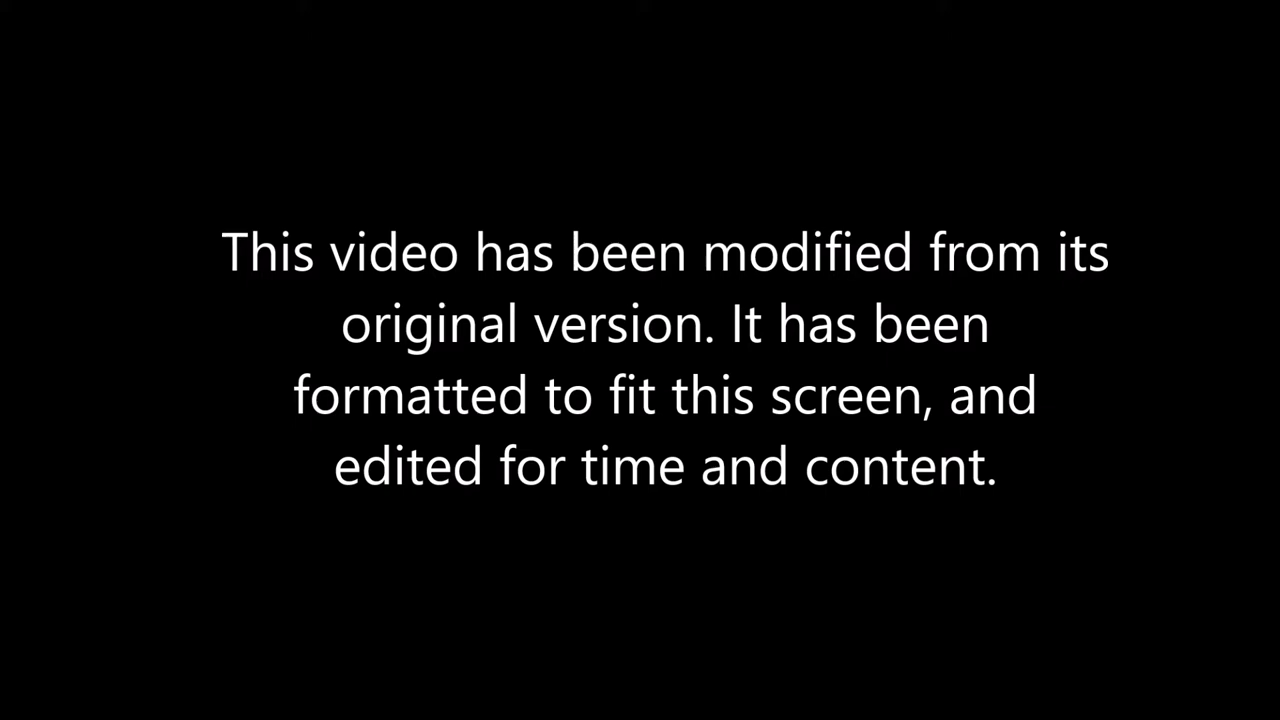 This video has been modified from its
original version. It has been
formatted to fit this screen, and
edited for time and content.